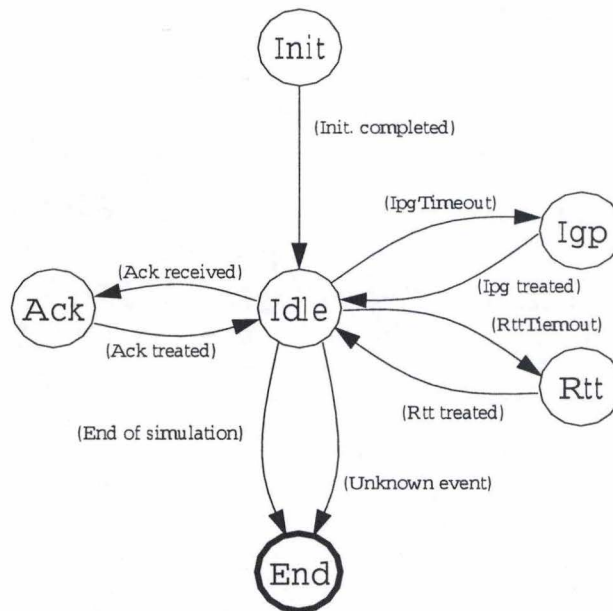 Init
(Init. completed)
(IpgTimeout)
Igp
(Ack received)
(Ipg treated)
Ack
Idle
(RttTiemout)
(Ack treated)
Rtt
(Rtt treated)
(End of simulation)
(Unknown event)
End